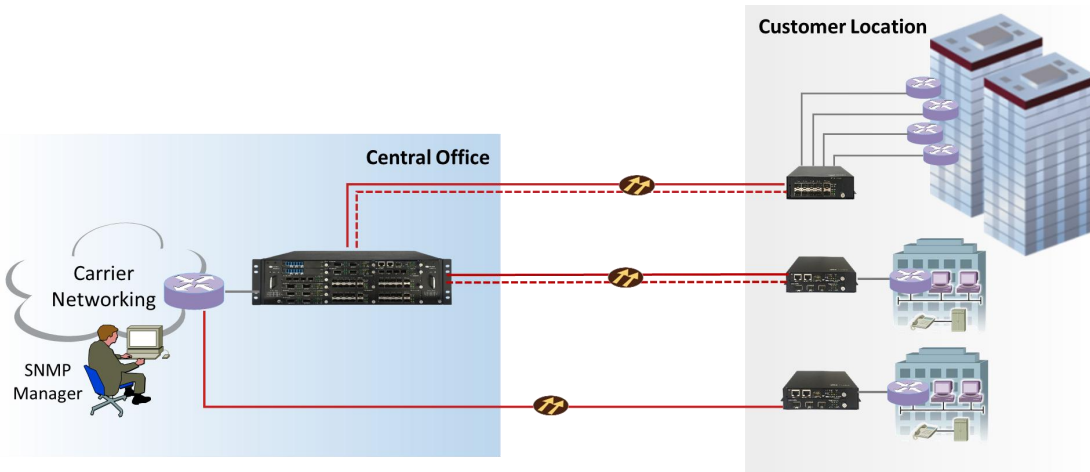 Customer Location
Central Office
Carrier
Networking
SNMP
Manager